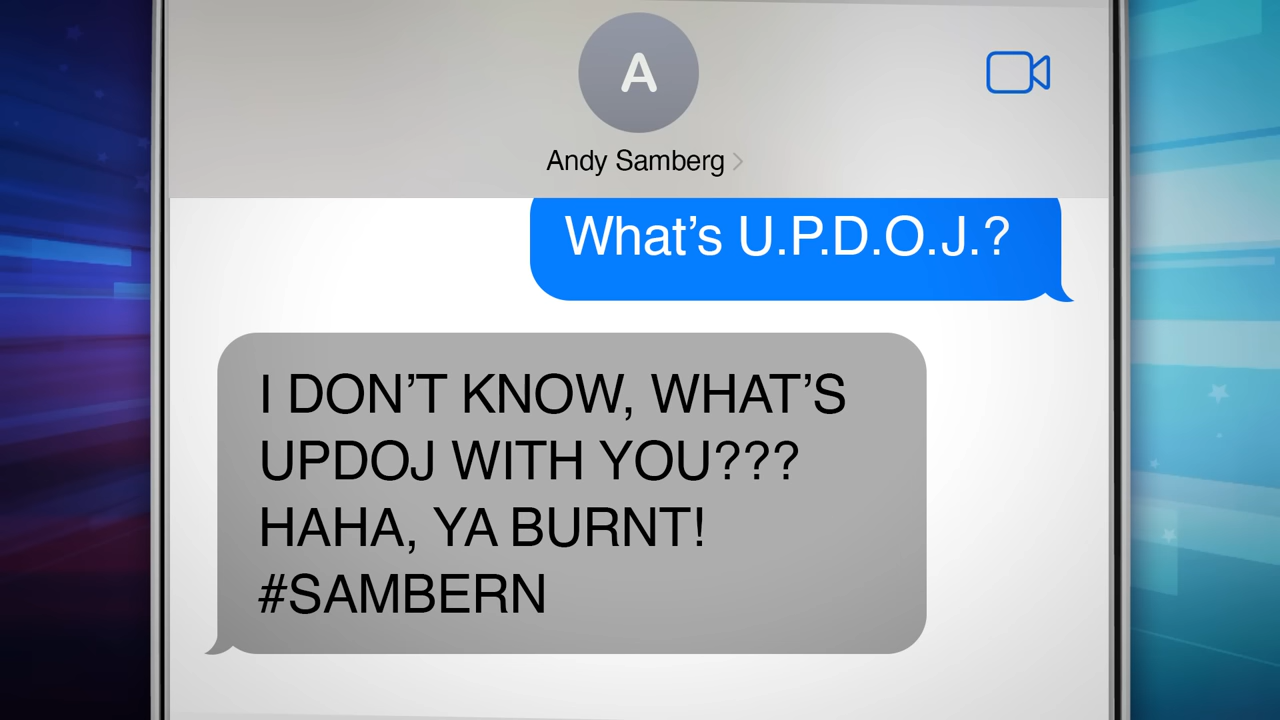 A
Andy Samberg
What’s U.P.D.O.J.?
I DON’T KNOW, WHAT’S
UPDOJ WITH YOU???
HAHA, YA BURNT!
#SAMBERN